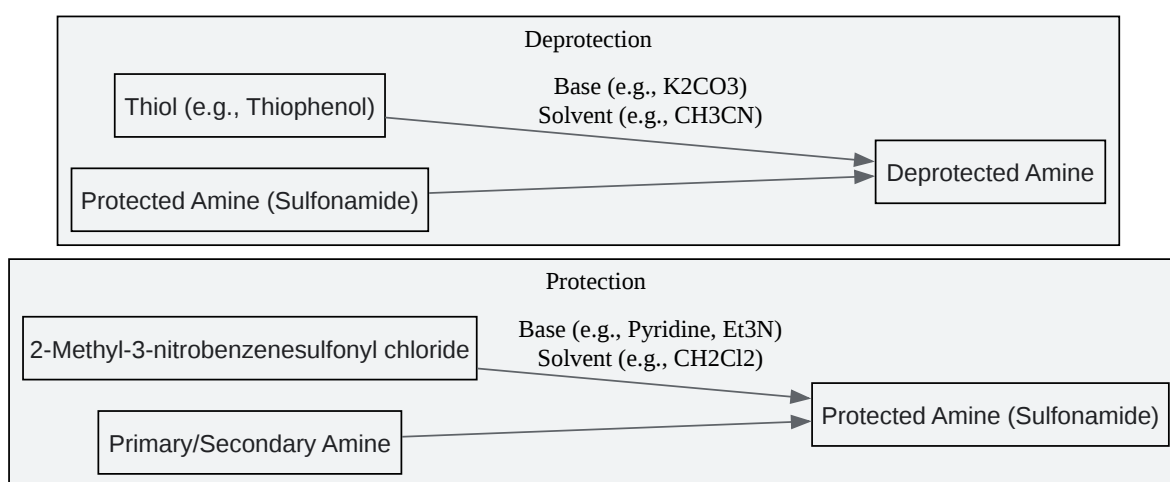 Deprotection
Thiol (e.g., Thiophenol)
Base (e.g., K2CO3)
Solvent (e.g., CH3CN)
Protected Amine (Sulfonamide)
Deprotected Amine
Protection
2-Methyl-3-nitrobenzenesulfonyl chloride
Base (e.g., Pyridine, Et3N)
Solvent (e.g., CH2Cl2)
Primary/Secondary Amine
Protected Amine (Sulfonamide)